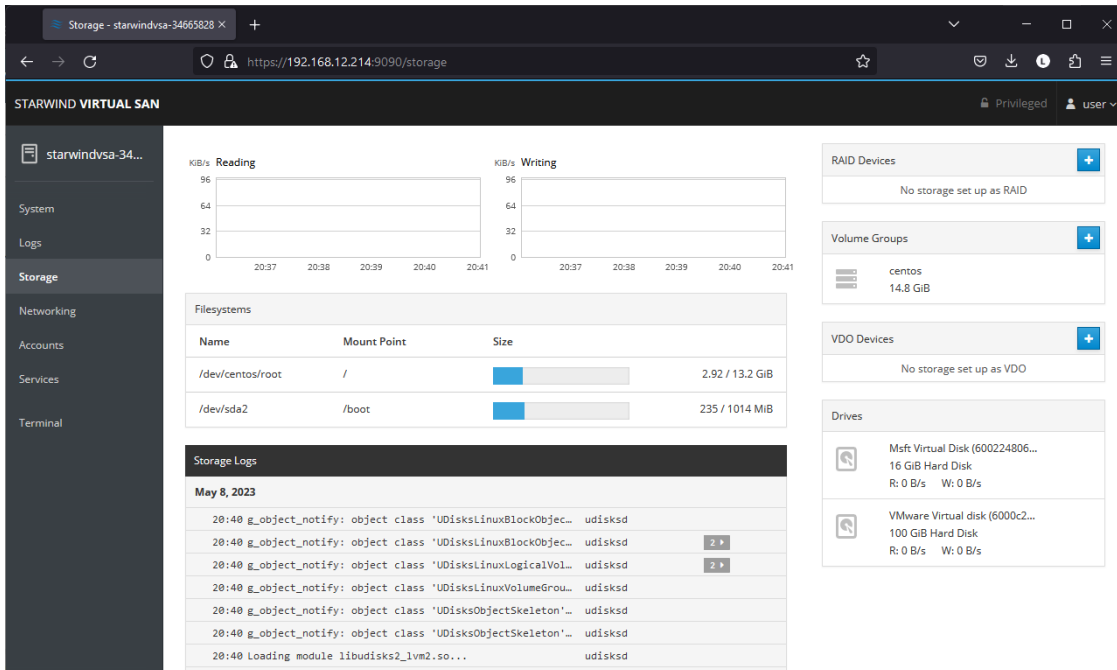 Storage - starwindvsa-34665828
https://192.168.12.214:9090/storage
L
STARWIND VIRTUAL SAN
Privileged
user
starwindvsa-34...
System
Logs
Storage
Networking
Accounts
Services
Terminal
KiB/s Reading
96
64
32
0
20:37 20:38 20:39 20:40 20:41
KiB/s Writing
96
64
32
0
20:37 20:38 20:39 20:40 20:41
Filesystems
Name Mount Point Size
/dev/centos/root / 2.92 / 13.2 GiB
/dev/sda2 /boot 235 / 1014 MiB
Storage Logs
May 8, 2023
20:40 g_object_notify: object class 'UDisksLinuxBlockObjec… udisksd
20:40 g_object_notify: object class 'UDisksLinuxBlockObjec… udisksd 2
20:40 g_object_notify: object class 'UDisksLinuxLogicalVol… udisksd 2
20:40 g_object_notify: object class 'UDisksLinuxVolumeGrou… udisksd
20:40 g_object_notify: object class 'UDisksObjectSkeleton'… udisksd
20:40 g_object_notify: object class 'UDisksObjectSkeleton'… udisksd
20:40 Loading module libudisks2_lvm2.so... udisksd
RAID Devices
No storage set up as RAID
Volume Groups
centos
14.8 GiB
VDO Devices
No storage set up as VDO
Drives
Msft Virtual Disk (600224806...
16 GiB Hard Disk
R: 0 B/s W: 0 B/s
VMware Virtual disk (6000c2...
100 GiB Hard Disk
R: 0 B/s W: 0 B/s